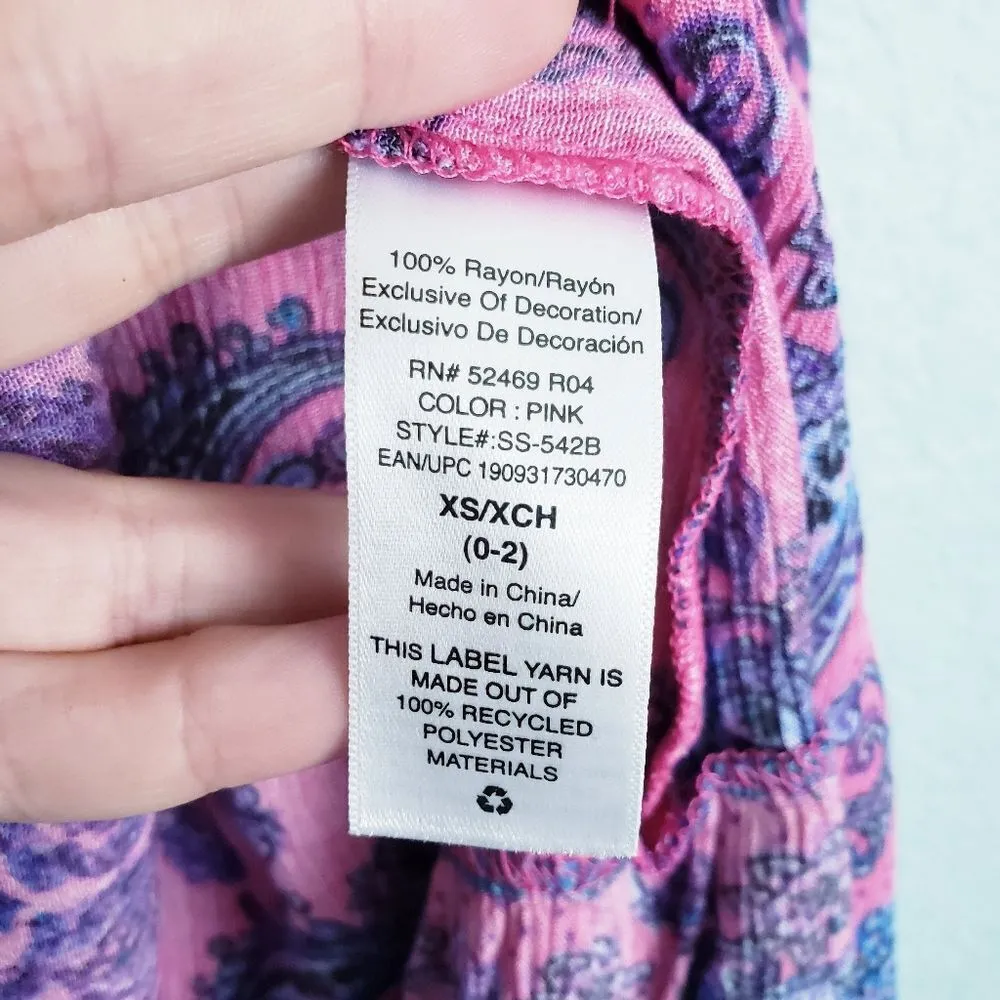 100% Rayon/Rayón
Exclusive Of Decoration/
Exclusivo De Decoración
RN# 52469 R04
COLOR : PINK
STYLE#:SS-542B
EAN/UPC 190931730470
XS/XCH
(0-2)
Made in China/
Hecho en China
THIS LABEL YARN IS
MADE OUT OF
100% RECYCLED
POLYESTER
MATERIALS